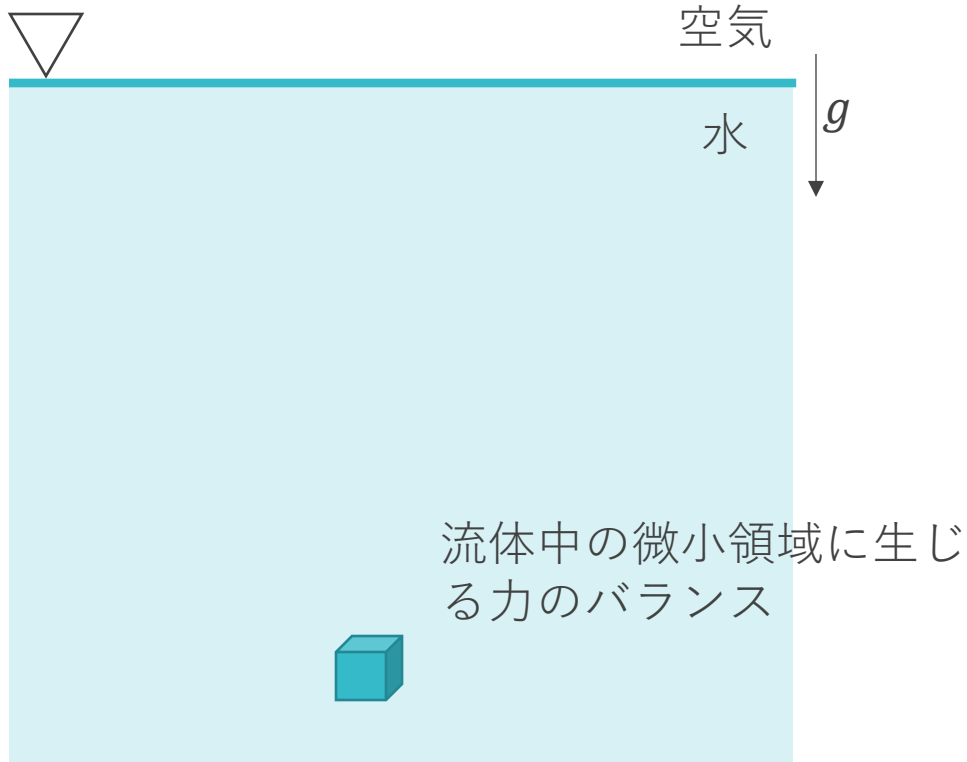 空気
g
水
流体中の微小領域に生じ
る力のバランス